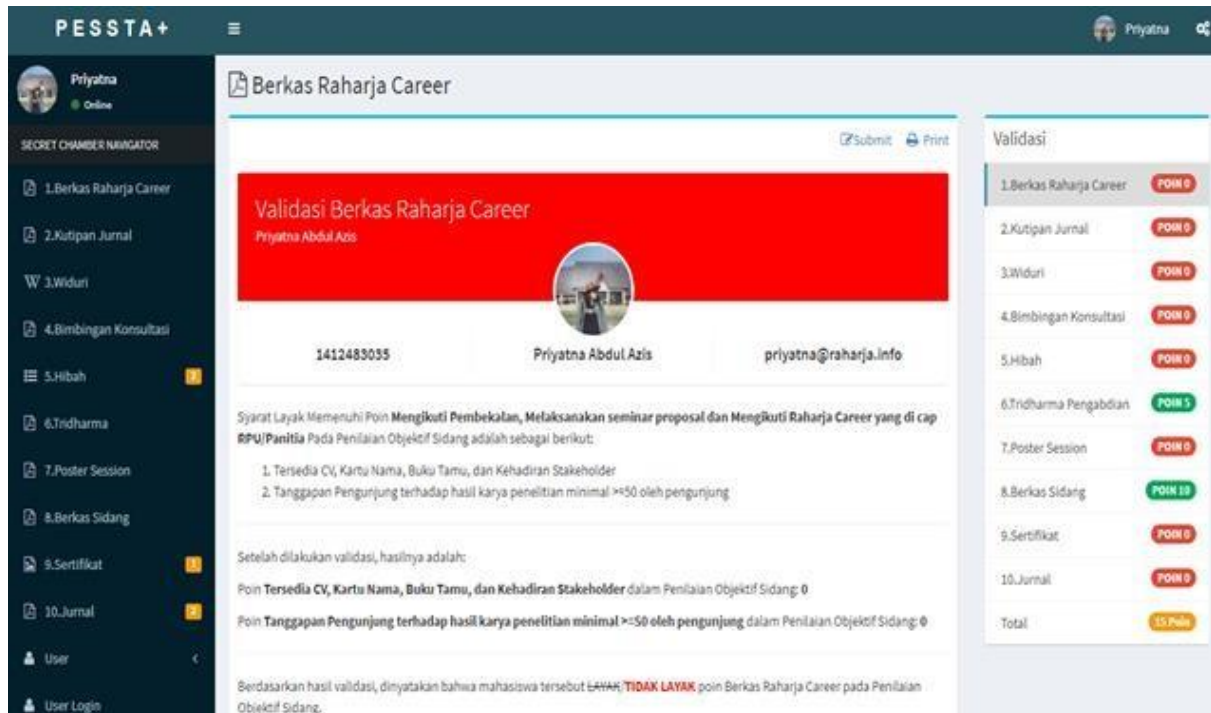 PESSTA+
Priyatna
Priyatna
Online
SECRET CHAMBER NAVIGATOR
1.Berkas Raharja Career
2.Kutipan Jurnal
W 3.Widuri
4.Bimbingan Konsultasi
5.Hibah 2
6.Tridharma
7.Poster Session
8.Berkas Sidang
9.Sertifikat
10.Jurnal 2
User
User Login
Berkas Raharja Career
Submit Print
Validasi Berkas Raharja Career
Priyatna Abdul Azis
1412483035 Priyatna Abdul Azis priyatna@raharja.info
Syarat Layak Memenuhi Poin Mengikuti Pembekalan, Melaksanakan seminar proposal dan Mengikuti Raharja Career yang di cap
RPU/Panitia Pada Penilaian Objektif Sidang adalah sebagai berikut:
1. Tersedia CV, Kartu Nama, Buku Tamu, dan Kehadiran Stakeholder
2. Tanggapan Pengunjung terhadap hasil karya penelitian minimal >=50 oleh pengunjung
Setelah dilakukan validasi, hasilnya adalah:
Poin Tersedia CV, Kartu Nama, Buku Tamu, dan Kehadiran Stakeholder dalam Penilaian Objektif Sidang: 0
Poin Tanggapan Pengunjung terhadap hasil karya penelitian minimal >=50 oleh pengunjung dalam Penilaian Objektif Sidang: 0
Berdasarkan hasil validasi, dinyatakan bahwa mahasiswa tersebut LAYAK/TIDAK LAYAK poin Berkas Raharja Career pada Penilaian
Objektif Sidang.
Validasi
1.Berkas Raharja Career POIN 0
2.Kutipan Jurnal POIN 0
3.Widuri POIN 0
4.Bimbingan Konsultasi POIN 0
5.Hibah POIN 0
6.Tridharma Pengabdian POIN 5
7.Poster Session POIN 0
8.Berkas Sidang POIN 10
9.Sertifikat POIN 0
10.Jurnal POIN 0
Total 15 Poin